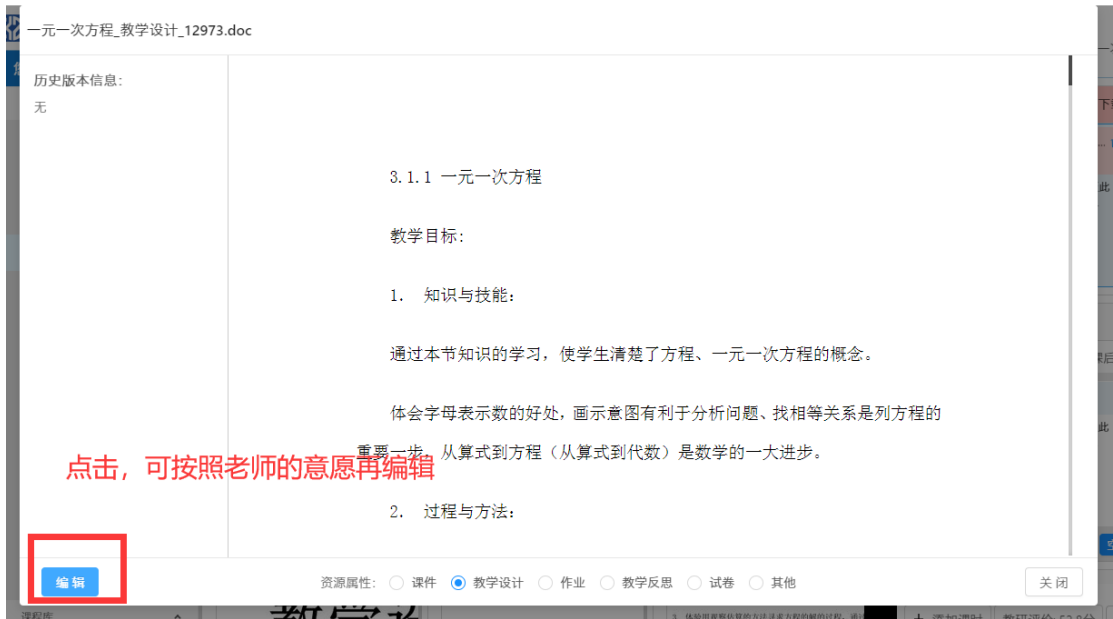 一元一次方程_教学设计_12973.doc
历史版本信息：
无
3.1.1 一元一次方程
教学目标：
1. 知识与技能：
通过本节知识的学习，使学生清楚了方程、一元一次方程的概念。
体会字母表示数的好处，画示意图有利于分析问题、找相等关系是列方程的
重要一步，从算式到方程（从算式到代数）是数学的一大进步。
点击，可按照老师的意愿再编辑
2. 过程与方法：
编辑
资源属性： 课件 教学设计 作业 教学反思 试卷 其他
关闭
课程库